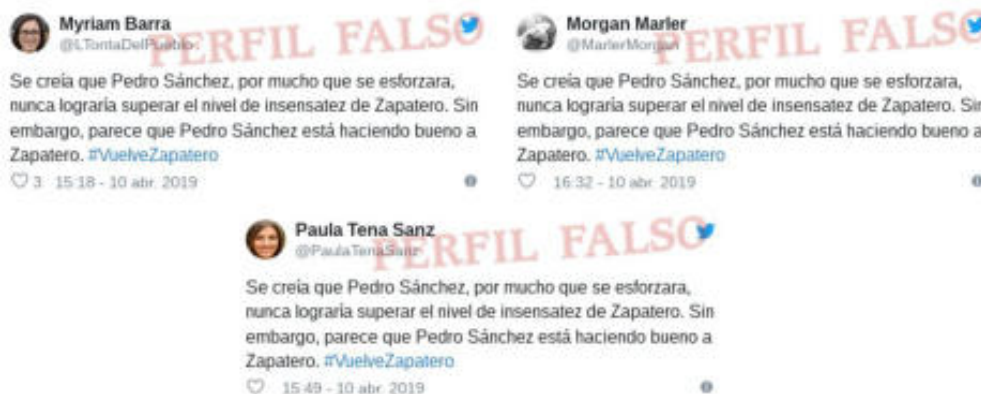 Myriam Barra
@LTontaDelPueblo
PERFIL FALSO
Se creía que Pedro Sánchez, por mucho que se esforzara,
nunca lograría superar el nivel de insensatez de Zapatero. Sin
embargo, parece que Pedro Sánchez está haciendo bueno a
Zapatero. #VuelveZapatero
3 15:18 - 10 abr. 2019
Morgan Marler
@MarlerMorgan
PERFIL FALSO
Se creía que Pedro Sánchez, por mucho que se esforzara,
nunca lograría superar el nivel de insensatez de Zapatero. Sin
embargo, parece que Pedro Sánchez está haciendo bueno a
Zapatero. #VuelveZapatero
16:32 - 10 abr. 2019
Paula Tena Sanz
@PaulaTenaSanz
PERFIL FALSO
Se creía que Pedro Sánchez, por mucho que se esforzara,
nunca lograría superar el nivel de insensatez de Zapatero. Sin
embargo, parece que Pedro Sánchez está haciendo bueno a
Zapatero. #VuelveZapatero
15:49 - 10 abr. 2019